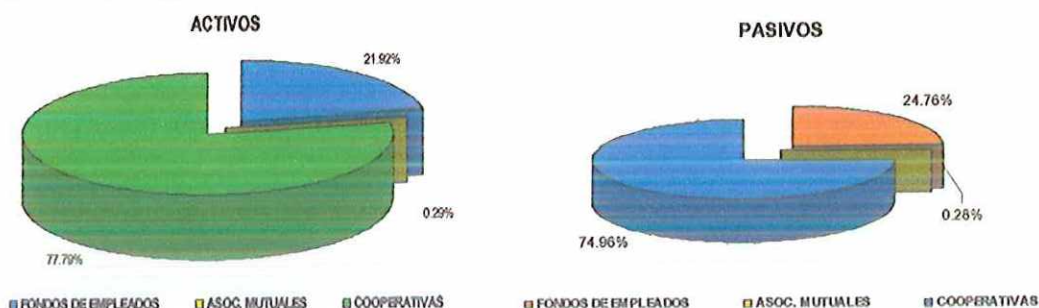 ACTIVOS
21.92%
0.29%
77.79%
FONDOS DE EMPLEADOS ASOC. MUTUALES COOPERATIVAS
PASIVOS
24.76%
0.28%
74.96%
FONDOS DE EMPLEADOS ASOC. MUTUALES COOPERATIVAS